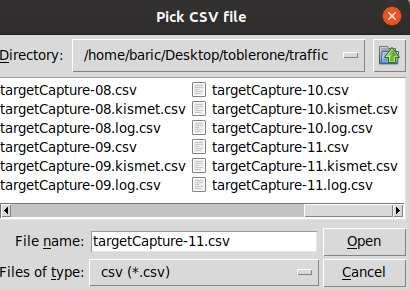 Pick CSV file
Directory: /home/baric/Desktop/toblerone/traffic
targetCapture-08.csv
targetCapture-08.kismet.csv
targetCapture-08.log.csv
targetCapture-09.csv
targetCapture-09.kismet.csv
targetCapture-09.log.csv
targetCapture-10.csv
targetCapture-10.kismet.csv
targetCapture-10.log.csv
targetCapture-11.csv
targetCapture-11.kismet.csv
targetCapture-11.log.csv
File name: targetCapture-11.csv Open
Files of type: csv (*.csv) Cancel